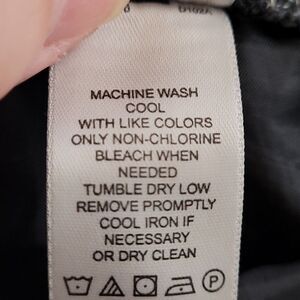 MACHINE WASH
COOL
WITH LIKE COLORS
ONLY NON-CHLORINE
BLEACH WHEN
NEEDED
TUMBLE DRY LOW
REMOVE PROMPTLY
COOL IRON IF
NECESSARY
OR DRY CLEAN
P